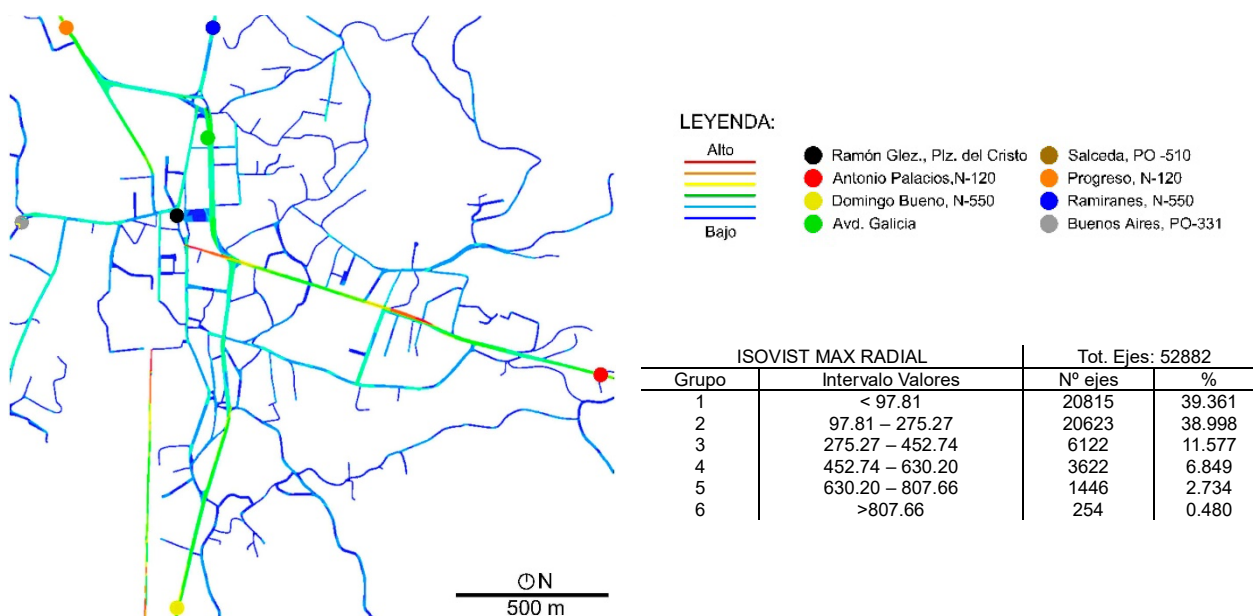 LEYENDA:
Alto
Bajo
Ramón Glez., Plz. del Cristo
Antonio Palacios,N-120
Domingo Bueno, N-550
Avd. Galicia
Salceda, PO -510
Progreso, N-120
Ramiranes, N-550
Buenos Aires, PO-331
ISOVIST MAX RADIAL Tot. Ejes: 52882
Grupo Intervalo Valores Nº ejes %
1 < 97.81 20815 39.361
2 97.81 – 275.27 20623 38.998
3 275.27 – 452.74 6122 11.577
4 452.74 – 630.20 3622 6.849
5 630.20 – 807.66 1446 2.734
6 >807.66 254 0.480
N
500 m